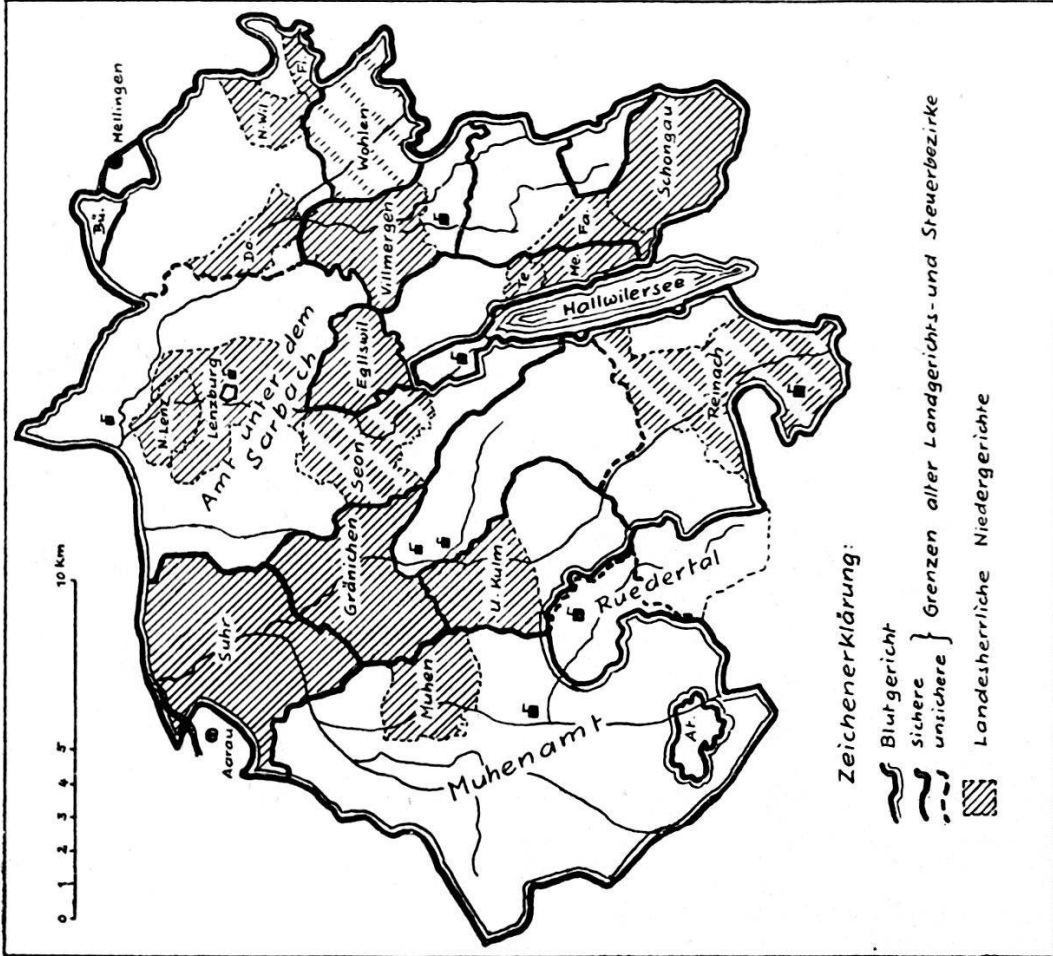 0 1 2 3 4 5 10 Km
Mellingen
Bü.
N.Wil
Fi.
Wohlen
Do.
Villmergen
Schongau
Fa.
Me.
Te.
Hallwilersee
N.Lenz
Lenzburg
Amt unter dem
Sarbach
Egliswil
Seon
Reinach
Suhr
Aarau
Gränichen
U.Kulm
Ruedertal
Muhen
Muhenamt
Ar.
Zeichenerklärung:
Blutgericht
Sichere
unsichere } Grenzen alter Landgerichts- und Steuerbezirke
Landesherrliche Niedergerichte